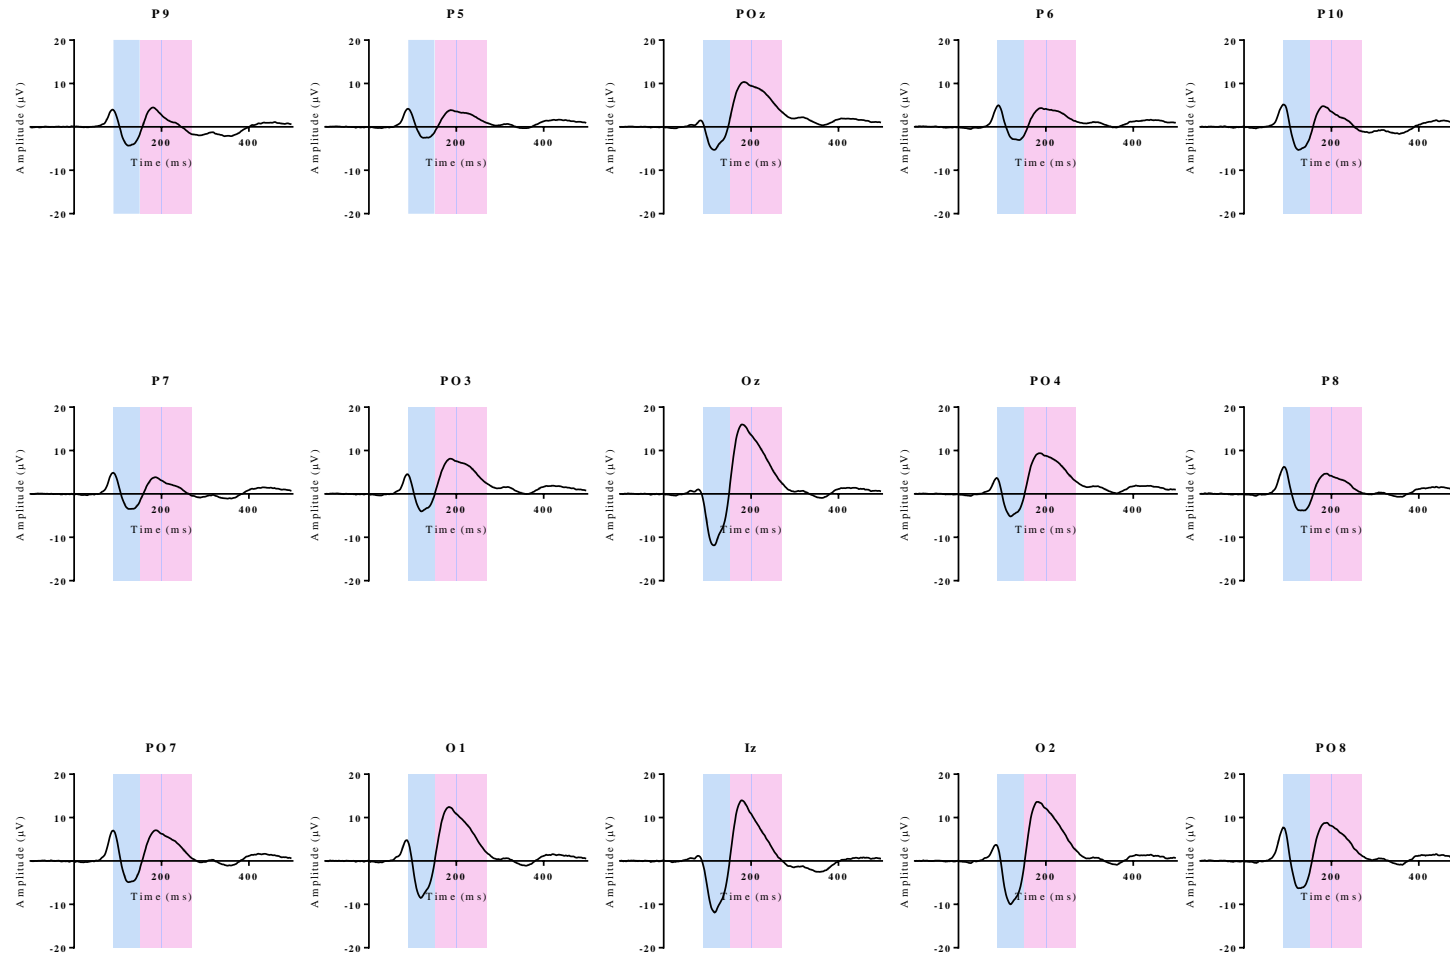 P9 P5 POz P6 P10
20 20 20 20 20
10 10 10 10 10
Amplitude (µV) Amplitude (µV) Amplitude (µV) Amplitude (µV) Amplitude (µV)
200 400 200 400 200 400 200 400 200 400
Time (ms) Time (ms) Time (ms) Time (ms) Time (ms)
-10 -10 -10 -10 -10
-20 -20 -20 -20 -20
P7 PO3 Oz PO4 P8
20 20 20 20 20
10 10 10 10 10
Amplitude (µV) Amplitude (µV) Amplitude (µV) Amplitude (µV) Amplitude (µV)
200 400 200 400 200 400 200 400 200 400
Time (ms) Time (ms) Time (ms) Time (ms) Time (ms)
-10 -10 -10 -10 -10
-20 -20 -20 -20 -20
PO7 O1 Iz O2 PO8
20 20 20 20 20
10 10 10 10 10
Amplitude (µV) Amplitude (µV) Amplitude (µV) Amplitude (µV) Amplitude (µV)
200 400 200 400 200 400 200 400 200 400
Time (ms) Time (ms) Time (ms) Time (ms) Time (ms)
-10 -10 -10 -10 -10
-20 -20 -20 -20 -20